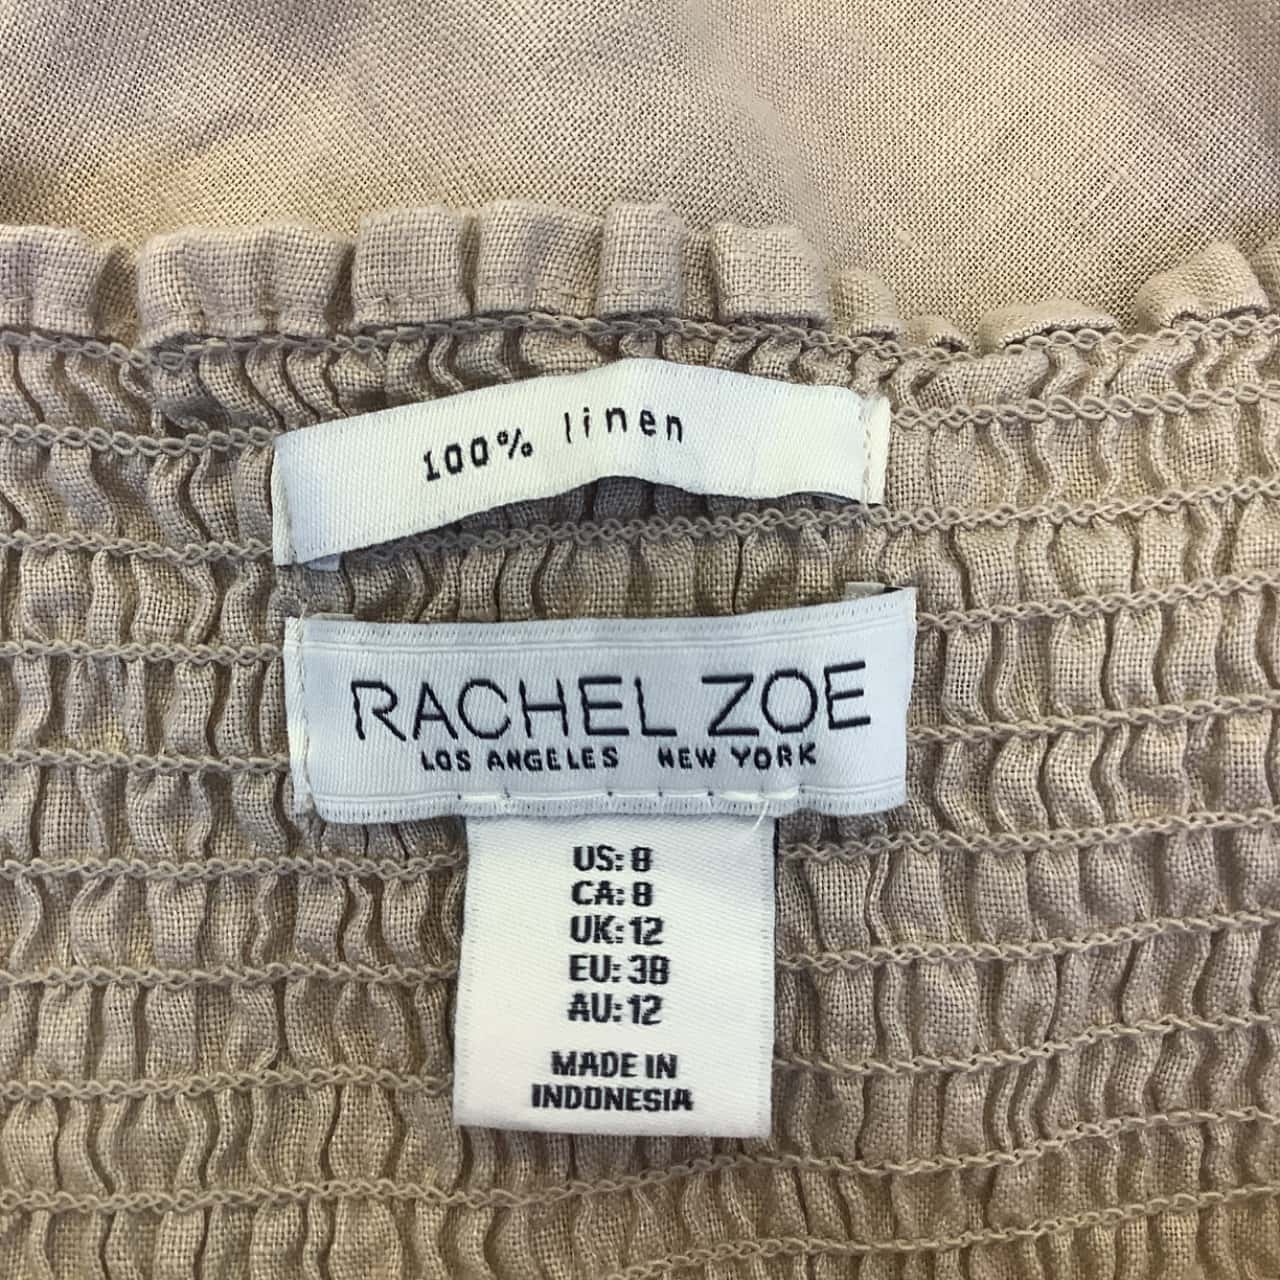 100% linen
RACHEL ZOE
LOS ANGELES NEW YORK
US: 8
CA: 8
UK: 12
EU: 38
AU: 12
MADE IN
INDONESIA